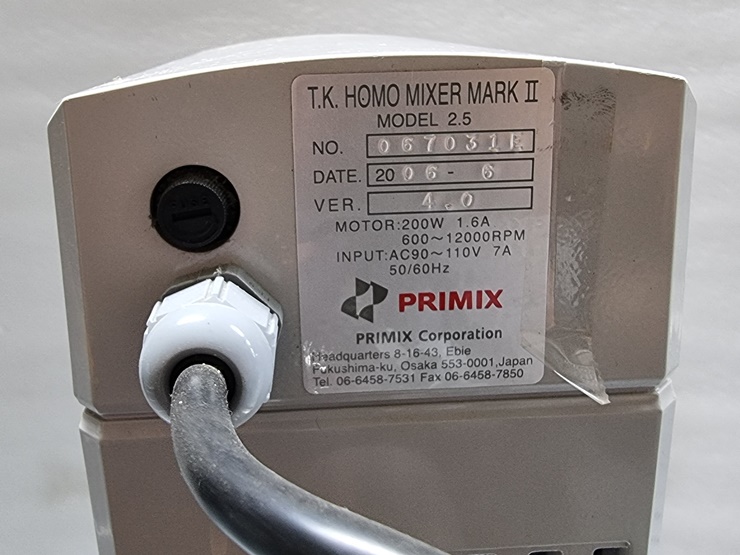 T.K. HOMO MIXER MARK II
MODEL 2.5
NO. 067031
DATE. 2006-6
VER. 4.0
MOTOR:200W 1.6A
600~12000RPM
INPUT:AC90~110V 7A
50/60Hz
PRIMIX
PRIMIX Corporation
Headquarters 8-16-43, Ebie
Fukushima-ku, Osaka 553-0001,Japan
Tel. 06-6458-7531 Fax 06-6458-7850